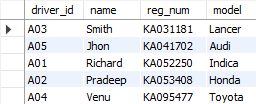 driver_id name reg_num model
A03 Smith KA031181 Lancer
A05 Jhon KA041702 Audi
A01 Richard KA052250 Indica
A02 Pradeep KA053408 Honda
A04 Venu KA095477 Toyota